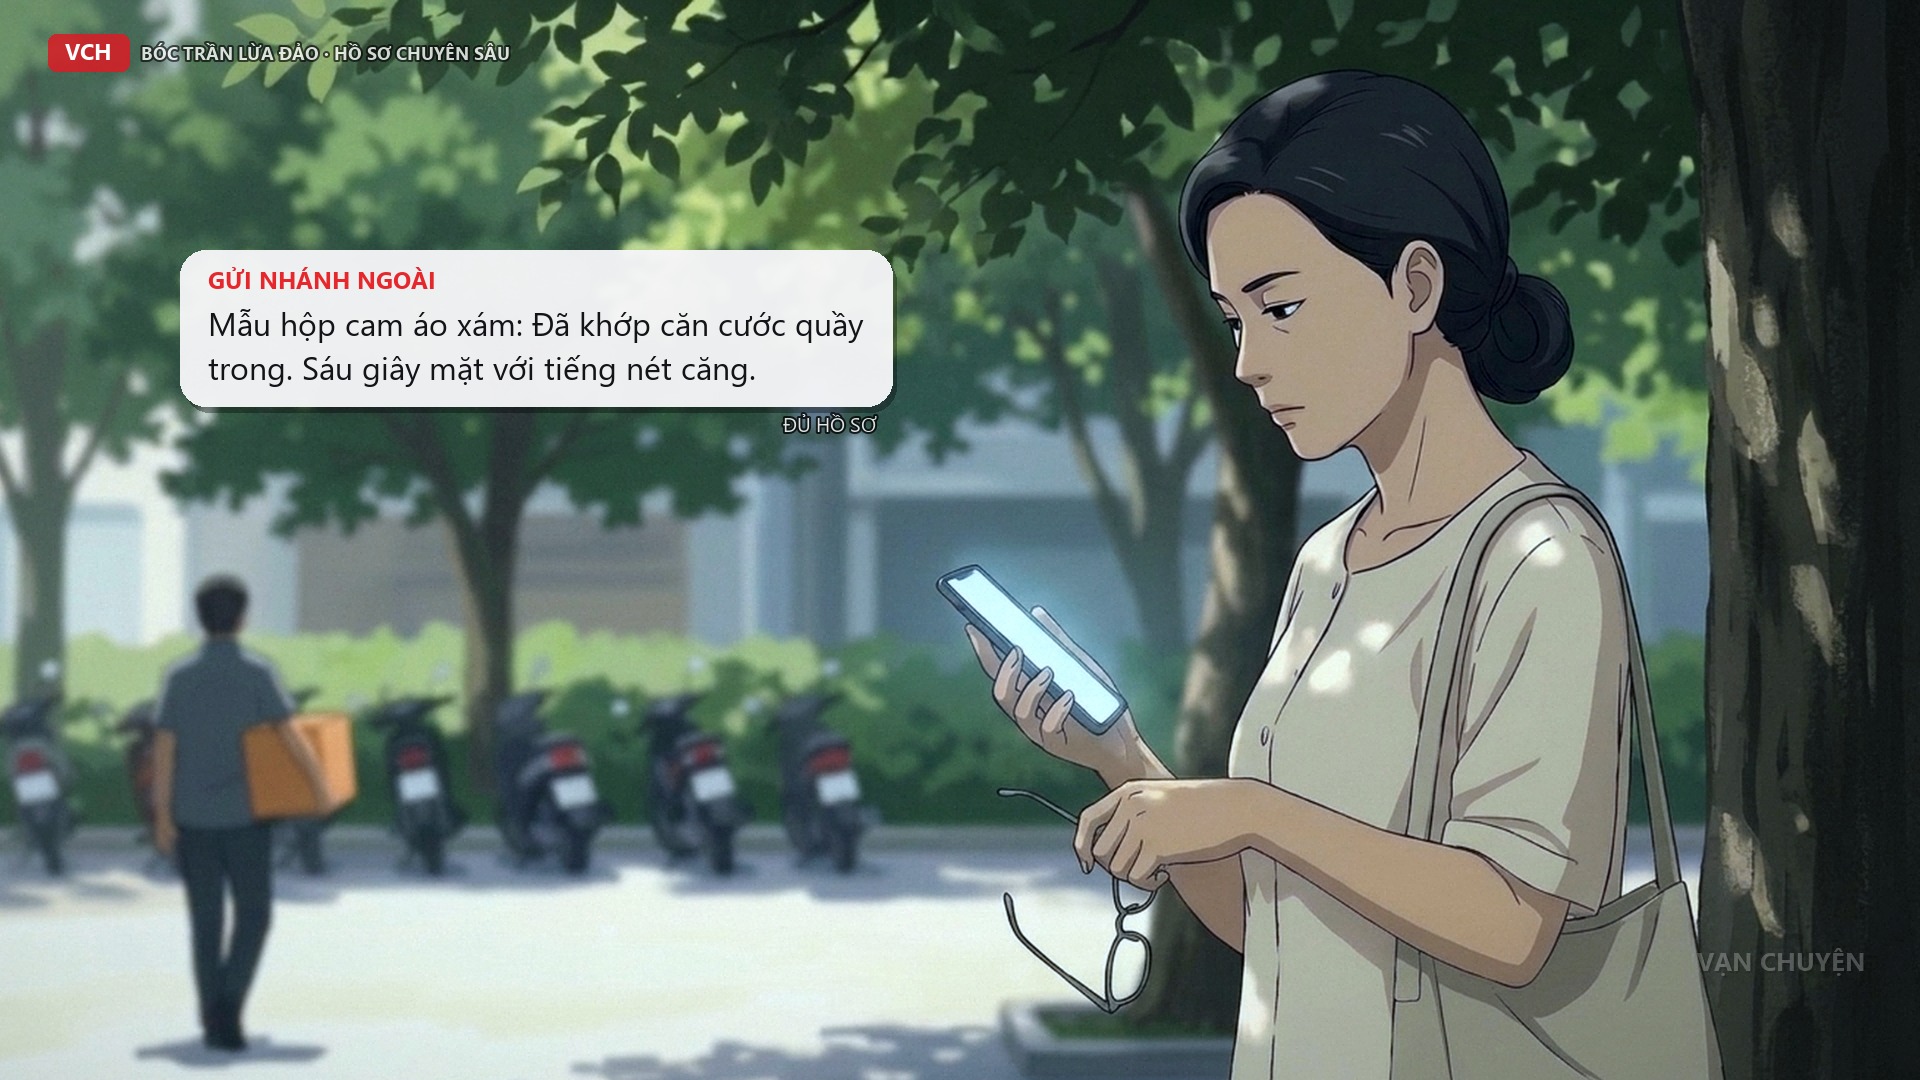 VCH BÓC TRẦN LỪA ĐẢO · HỒ SƠ CHUYÊN SÂU
GỬI NHÁNH NGOÀI
Mẫu hộp cam áo xám: Đã khớp căn cước quầy
trong. Sáu giây mặt với tiếng nét căng.
ĐỦ HỒ SƠ
VẠN CHUYỆN